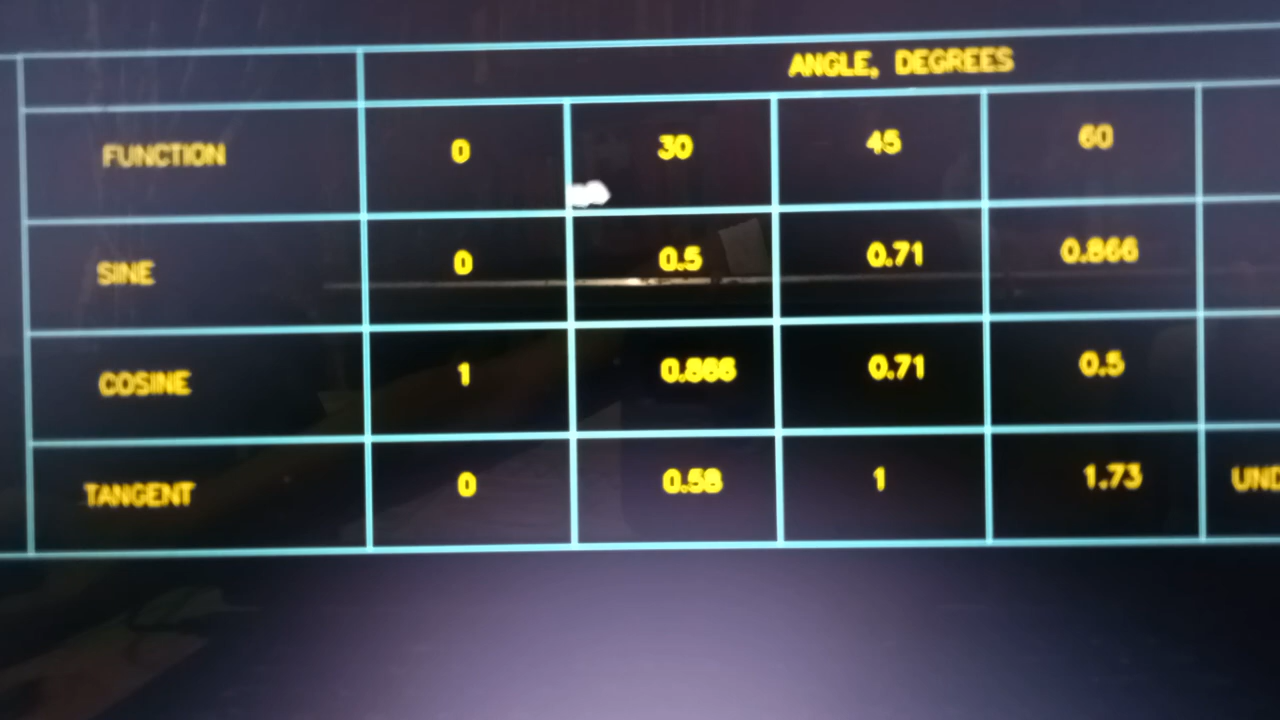 ANGLE, DEGREES
FUNCTION 0 30 45 60
SINE 0 0.5 0.71 0.866
COSINE 1 0.866 0.71 0.5
TANGENT 0 0.58 1 1.73 UND